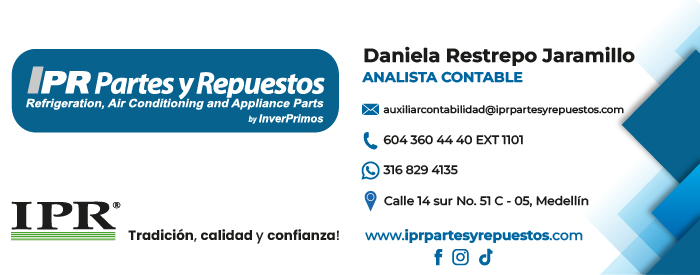 IPR Partes y Repuestos
Refrigeration, Air Conditioning and Appliance Parts
by InverPrimos
IPR®
Tradición, calidad y confianza!
Daniela Restrepo Jaramillo
ANALISTA CONTABLE
auxiliarcontabilidad@iprpartesyrepuestos.com
604 360 44 40 EXT 1101
316 829 4135
Calle 14 sur No. 51 C - 05, Medellín
www.iprpartesyrepuestos.com